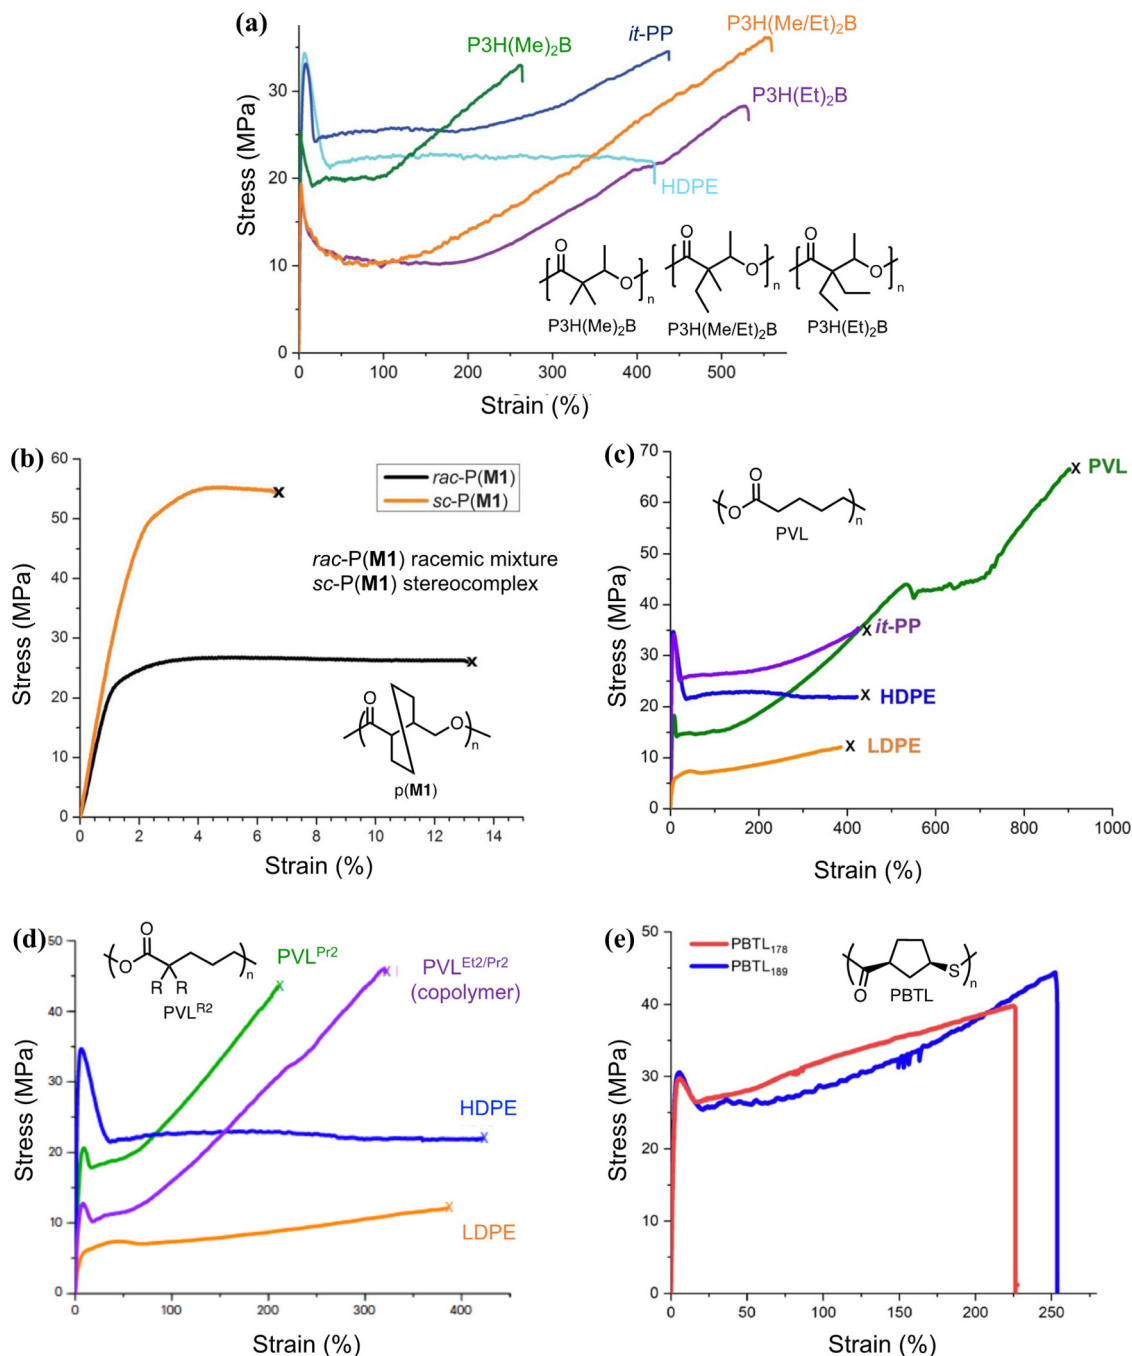 (a)
P3H(Me)₂B
it-PP
P3H(Me/Et)₂B
P3H(Et)₂B
HDPE
Stress (MPa)
30
20
10
0
0 100 200 300 400 500
Strain (%)
O
O
n
P3H(Me)₂B
O
O
n
P3H(Me/Et)₂B
O
O
n
P3H(Et)₂B
(b)
60
50
40
30
20
10
0
Stress (MPa)
rac-P(M1)
sc-P(M1)
rac-P(M1) racemic mixture
sc-P(M1) stereocomplex
x
x
O
O
n
p(M1)
0 2 4 6 8 10 12 14
Strain (%)
(c)
70
60
50
40
30
20
10
0
Stress (MPa)
O
O
n
PVL
x PVL
x it-PP
x HDPE
x LDPE
0 200 400 600 800 1000
Strain (%)
(d)
50
40
30
20
10
0
Stress (MPa)
O
O
R R
n
PVLᴿ²
PVLᴾʳ²
PVLᴱᵗ²/ᴾʳ²
(copolymer)
HDPE
LDPE
x
x
x
x
0 100 200 300 400
Strain (%)
(e)
50
40
30
20
10
0
Stress (MPa)
PBTL₁₇₈
PBTL₁₈₉
O
S
n
PBTL
0 50 100 150 200 250
Strain (%)